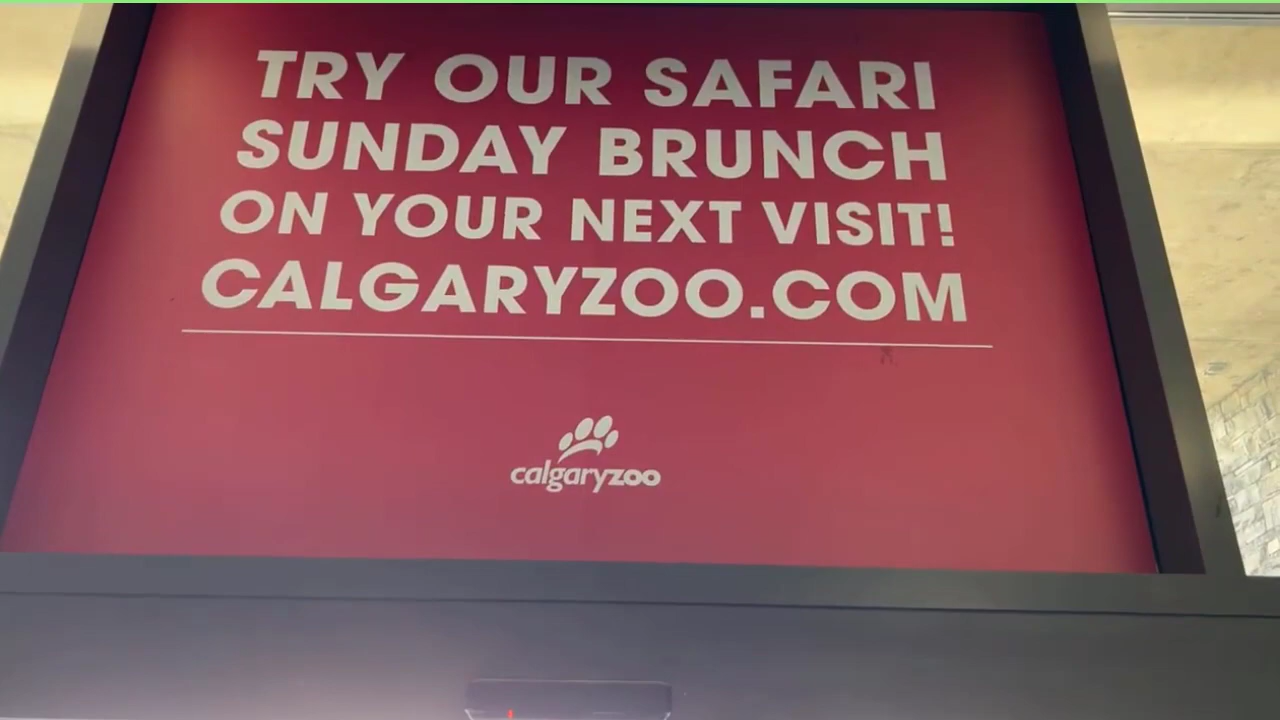 TRY OUR SAFARI
SUNDAY BRUNCH
ON YOUR NEXT VISIT!
CALGARYZOO.COM
calgaryzoo